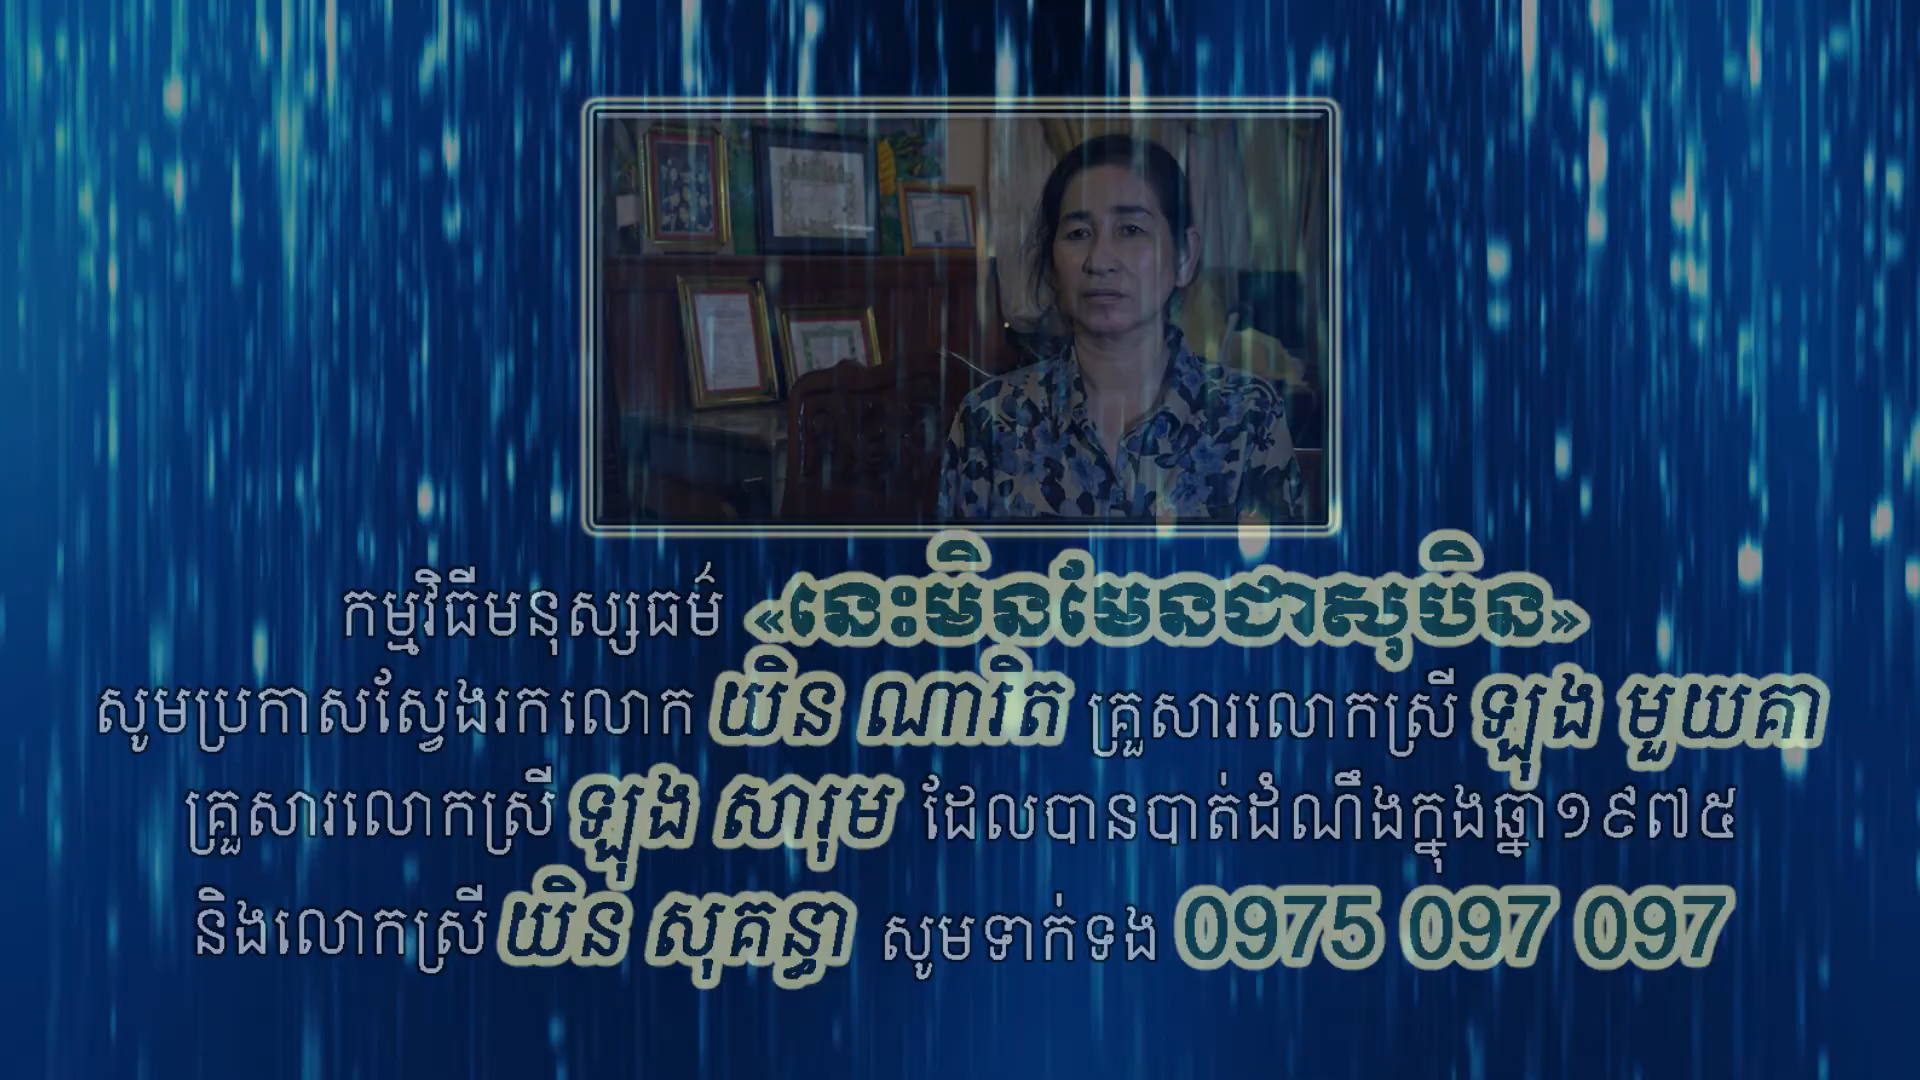 កម្មវិធីមនុស្សធម៌ «នេះមិនមែនជាសុបិន»
សូមប្រកាសស្វែងរកលោក យិន ណារិត គ្រួសារលោកស្រី ឡុង មួយគា
គ្រួសារលោកស្រី ឡុង សារុម ដែលបានបាត់ដំណឹងក្នុងឆ្នាំ១៩៧៥
និងលោកស្រី យិន សុគន្ធា សូមទាក់ទង 0975 097 097